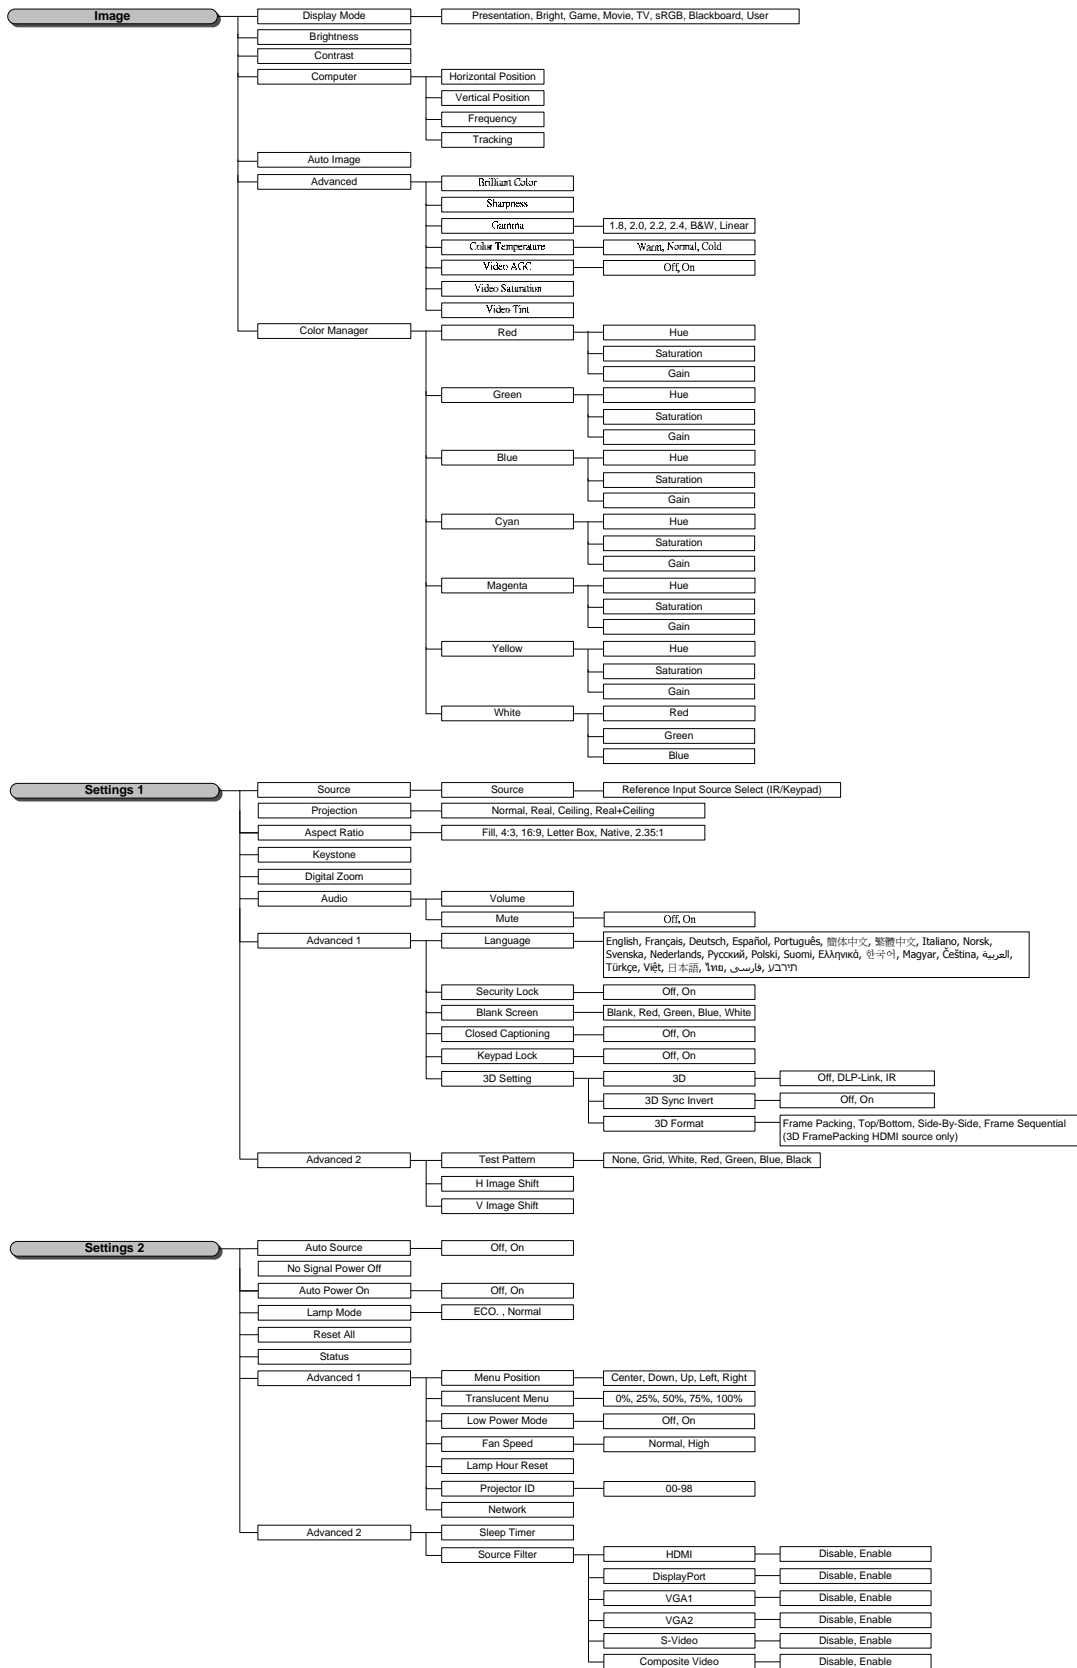 Image
Display Mode
Presentation, Bright, Game, Movie, TV, sRGB, Blackboard, User
Brightness
Contrast
Computer
Horizontal Position
Vertical Position
Frequency
Tracking
Auto Image
Advanced
Brilliant Color
Sharpness
Gamma
1.8, 2.0, 2.2, 2.4, B&W, Linear
Color Temperature
Warm, Normal, Cold
Video AGC
Off, On
Video Saturation
Video Tint
Color Manager
Red
Hue
Saturation
Gain
Green
Hue
Saturation
Gain
Blue
Hue
Saturation
Gain
Cyan
Hue
Saturation
Gain
Magenta
Hue
Saturation
Gain
Yellow
Hue
Saturation
Gain
White
Red
Green
Blue
Settings 1
Source
Source
Reference Input Source Select (IR/Keypad)
Projection
Normal, Real, Ceiling, Real+Ceiling
Aspect Ratio
Fill, 4:3, 16:9, Letter Box, Native, 2.35:1
Keystone
Digital Zoom
Audio
Volume
Mute
Off, On
Advanced 1
Language
English, Français, Deutsch, Español, Português, 簡体中文, 繁體中文, Italiano, Norsk,
Svenska, Nederlands, Русский, Polski, Suomi, Ελληνικά, 한국어, Magyar, Čeština, العربية,
Türkçe, Việt, 日本語, ไทย, فارسی, תירבע
Security Lock
Off, On
Blank Screen
Blank, Red, Green, Blue, White
Closed Captioning
Off, On
Keypad Lock
Off, On
3D Setting
3D
Off, DLP-Link, IR
3D Sync Invert
Off, On
3D Format
Frame Packing, Top/Bottom, Side-By-Side, Frame Sequential
(3D FramePacking HDMI source only)
Advanced 2
Test Pattern
None, Grid, White, Red, Green, Blue, Black
H Image Shift
V Image Shift
Settings 2
Auto Source
Off, On
No Signal Power Off
Auto Power On
Off, On
Lamp Mode
ECO. , Normal
Reset All
Status
Advanced 1
Menu Position
Center, Down, Up, Left, Right
Translucent Menu
0%, 25%, 50%, 75%, 100%
Low Power Mode
Off, On
Fan Speed
Normal, High
Lamp Hour Reset
Projector ID
00-98
Network
Advanced 2
Sleep Timer
Source Filter
HDMI
Disable, Enable
DisplayPort
Disable, Enable
VGA1
Disable, Enable
VGA2
Disable, Enable
S-Video
Disable, Enable
Composite Video
Disable, Enable